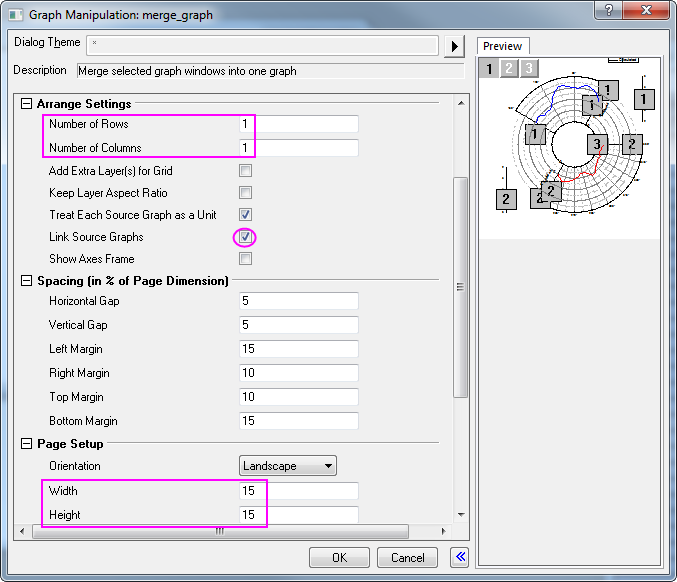 Graph Manipulation: merge_graph
Dialog Theme *
Description Merge selected graph windows into one graph
Arrange Settings
Number of Rows 1
Number of Columns 1
Add Extra Layer(s) for Grid
Keep Layer Aspect Ratio
Treat Each Source Graph as a Unit
Link Source Graphs
Show Axes Frame
Spacing (in % of Page Dimension)
Horizontal Gap 5
Vertical Gap 5
Left Margin 15
Right Margin 10
Top Margin 10
Bottom Margin 15
Page Setup
Orientation Landscape
Width 15
Height 15
OK Cancel
Preview
1 2 3
1
1
1
1
3
2
2
2
2